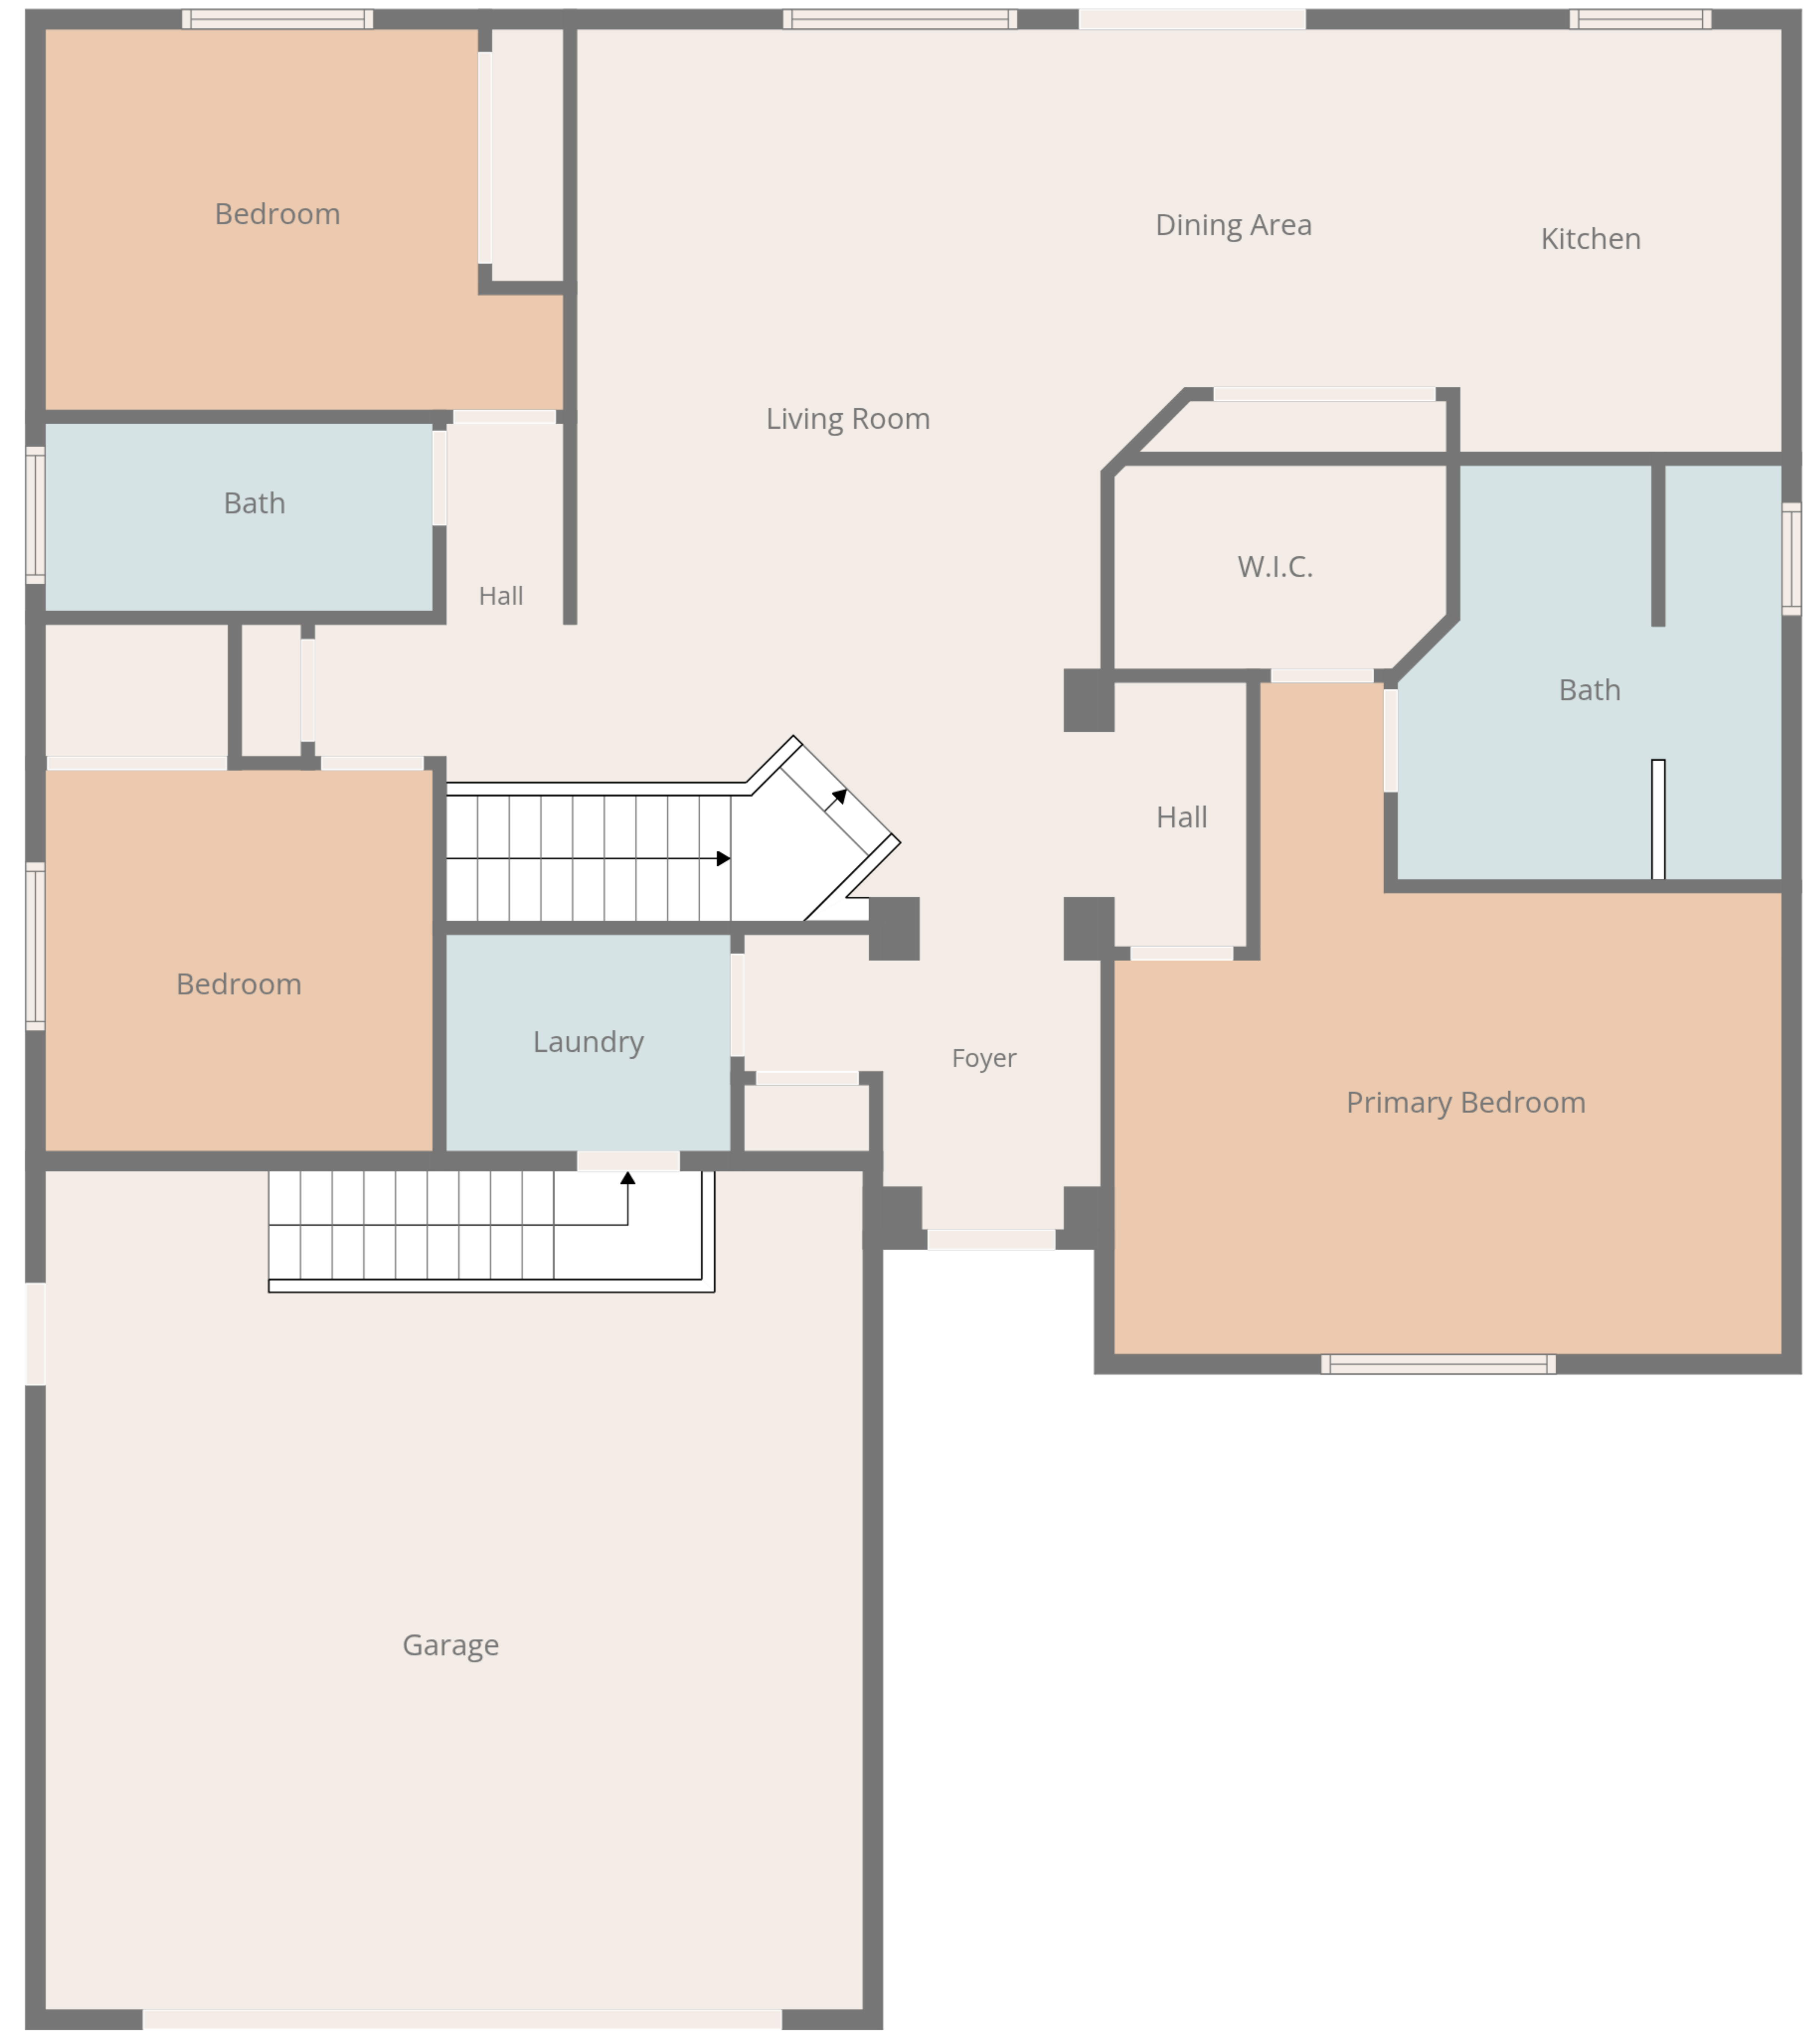 Bedroom
Dining Area
Kitchen
Living Room
Bath
W.I.C.
Hall
Bath
Hall
Bedroom
Laundry
Foyer
Primary Bedroom
Garage